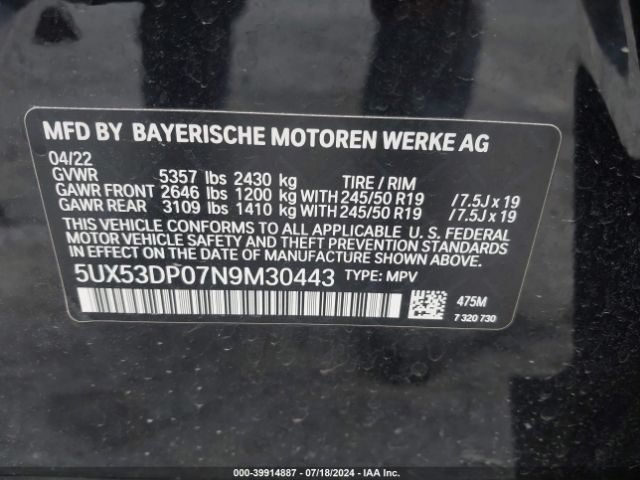 MFD BY BAYERISCHE MOTOREN WERKE AG
04/22
GVWR 5357 lbs 2430 kg TIRE / RIM
GAWR FRONT 2646 lbs 1200 kg WITH 245/50 R19 / 7.5J x 19
GAWR REAR 3109 lbs 1410 kg WITH 245/50 R19 / 7.5J x 19
THIS VEHICLE CONFORMS TO ALL APPLICABLE U. S. FEDERAL
MOTOR VEHICLE SAFETY AND THEFT PREVENTION STANDARDS
IN EFFECT ON THE DATE OF MANUFACTURE SHOWN ABOVE.
5UX53DP07N9M30443 TYPE: MPV
475M
7 320 730
000-39914887 - 07/18/2024 - IAA Inc.